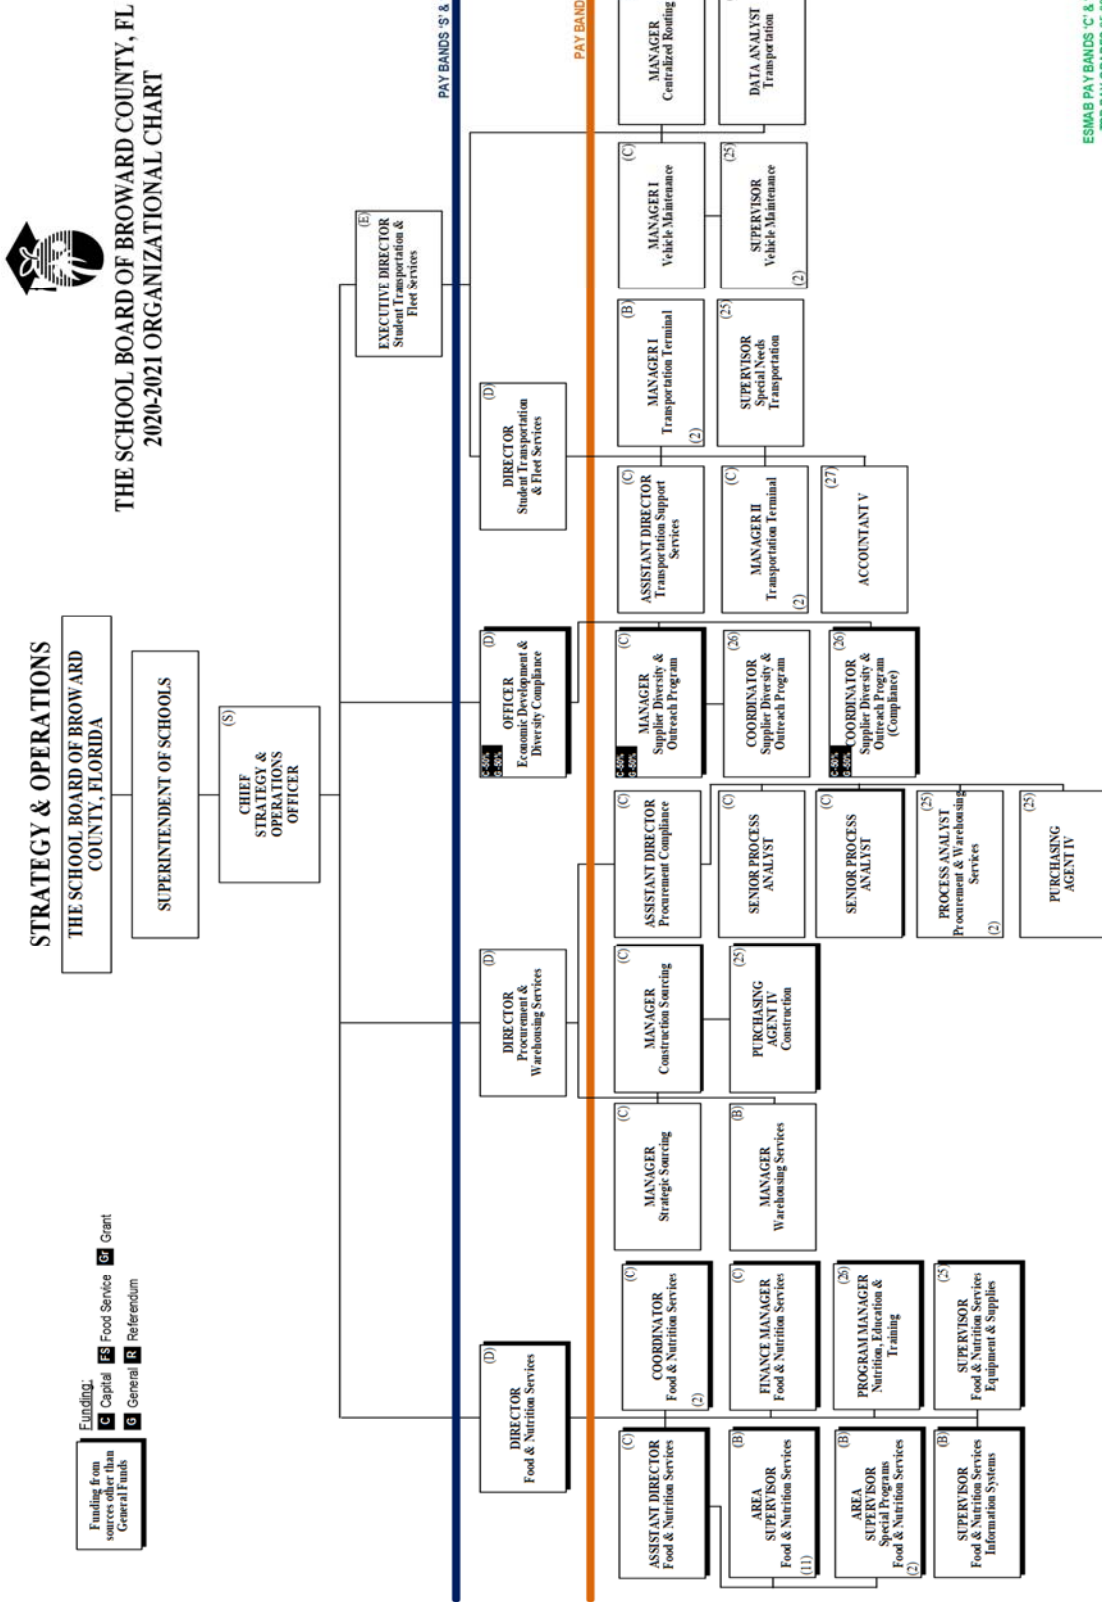 STRATEGY & OPERATIONS
THE SCHOOL BOARD OF BROWARD COUNTY, FL
2020-2021 ORGANIZATIONAL CHART
Funding from
sources other than
General Funds
Funding:
C Capital FS Food Service Gr Grant
G General R Referendum
THE SCHOOL BOARD OF BROWARD
COUNTY, FLORIDA
SUPERINTENDENT OF SCHOOLS
(S)
CHIEF
STRATEGY &
OPERATIONS
OFFICER
(E)
EXECUTIVE DIRECTOR
Student Transportation &
Fleet Services
PAY BANDS 'S' &
(D)
DIRECTOR
Food & Nutrition Services
(D)
DIRECTOR
Procurement &
Warehousing Services
(D)
C-50%
G-50%
OFFICER
Economic Development &
Diversity Compliance
(D)
DIRECTOR
Student Transportation
& Fleet Services
PAY BAND
(C)
ASSISTANT DIRECTOR
Food & Nutrition Services
(B)
AREA
SUPERVISOR
Food & Nutrition Services
(11)
(B)
AREA
SUPERVISOR
Special Programs
Food & Nutrition Services
(2)
(B)
SUPERVISOR
Food & Nutrition Services
Information Systems
(C)
COORDINATOR
Food & Nutrition Services
(2)
(C)
FINANCE MANAGER
Food & Nutrition Services
(26)
PROGRAM MANAGER
Nutrition, Education &
Training
(25)
SUPERVISOR
Food & Nutrition Services
Equipment & Supplies
(C)
MANAGER
Strategic Sourcing
(B)
MANAGER
Warehousing Services
(C)
MANAGER
Construction Sourcing
(25)
PURCHASING
AGENT IV
Construction
(C)
ASSISTANT DIRECTOR
Procurement Compliance
(C)
SENIOR PROCESS
ANALYST
(C)
SENIOR PROCESS
ANALYST
(25)
PROCESS ANALYST
Procurement & Warehousing
Services
(2)
(25)
PURCHASING
AGENT IV
(C)
C-50%
G-50%
MANAGER
Supplier Diversity &
Outreach Program
(26)
COORDINATOR
Supplier Diversity &
Outreach Program
(26)
C-50%
G-50%
COORDINATOR
Supplier Diversity &
Outreach Program
(Compliance)
(C)
ASSISTANT DIRECTOR
Transportation Support
Services
(C)
MANAGER II
Transportation Terminal
(2)
(27)
ACCOUNTANT V
(B)
MANAGER I
Transportation Terminal
(2)
(25)
SUPERVISOR
Special Needs
Transportation
(C)
MANAGER I
Vehicle Maintenance
(25)
SUPERVISOR
Vehicle Maintenance
(2)
MANAGER
Centralized Routing
DATA ANALYST
Transportation
ESMAB PAY BANDS 'C' &